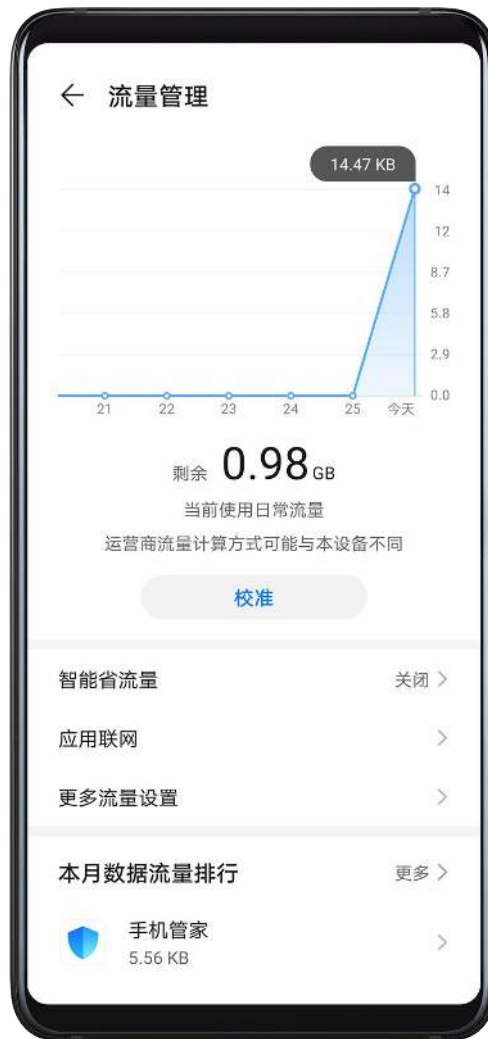 流量管理
14.47 KB
14
12
8.7
5.8
2.9
0.0
21 22 23 24 25 今天
剩余 0.98 GB
当前使用日常流量
运营商流量计算方式可能与本设备不同
校准
智能省流量 关闭
应用联网
更多流量设置
本月数据流量排行 更多
手机管家
5.56 KB